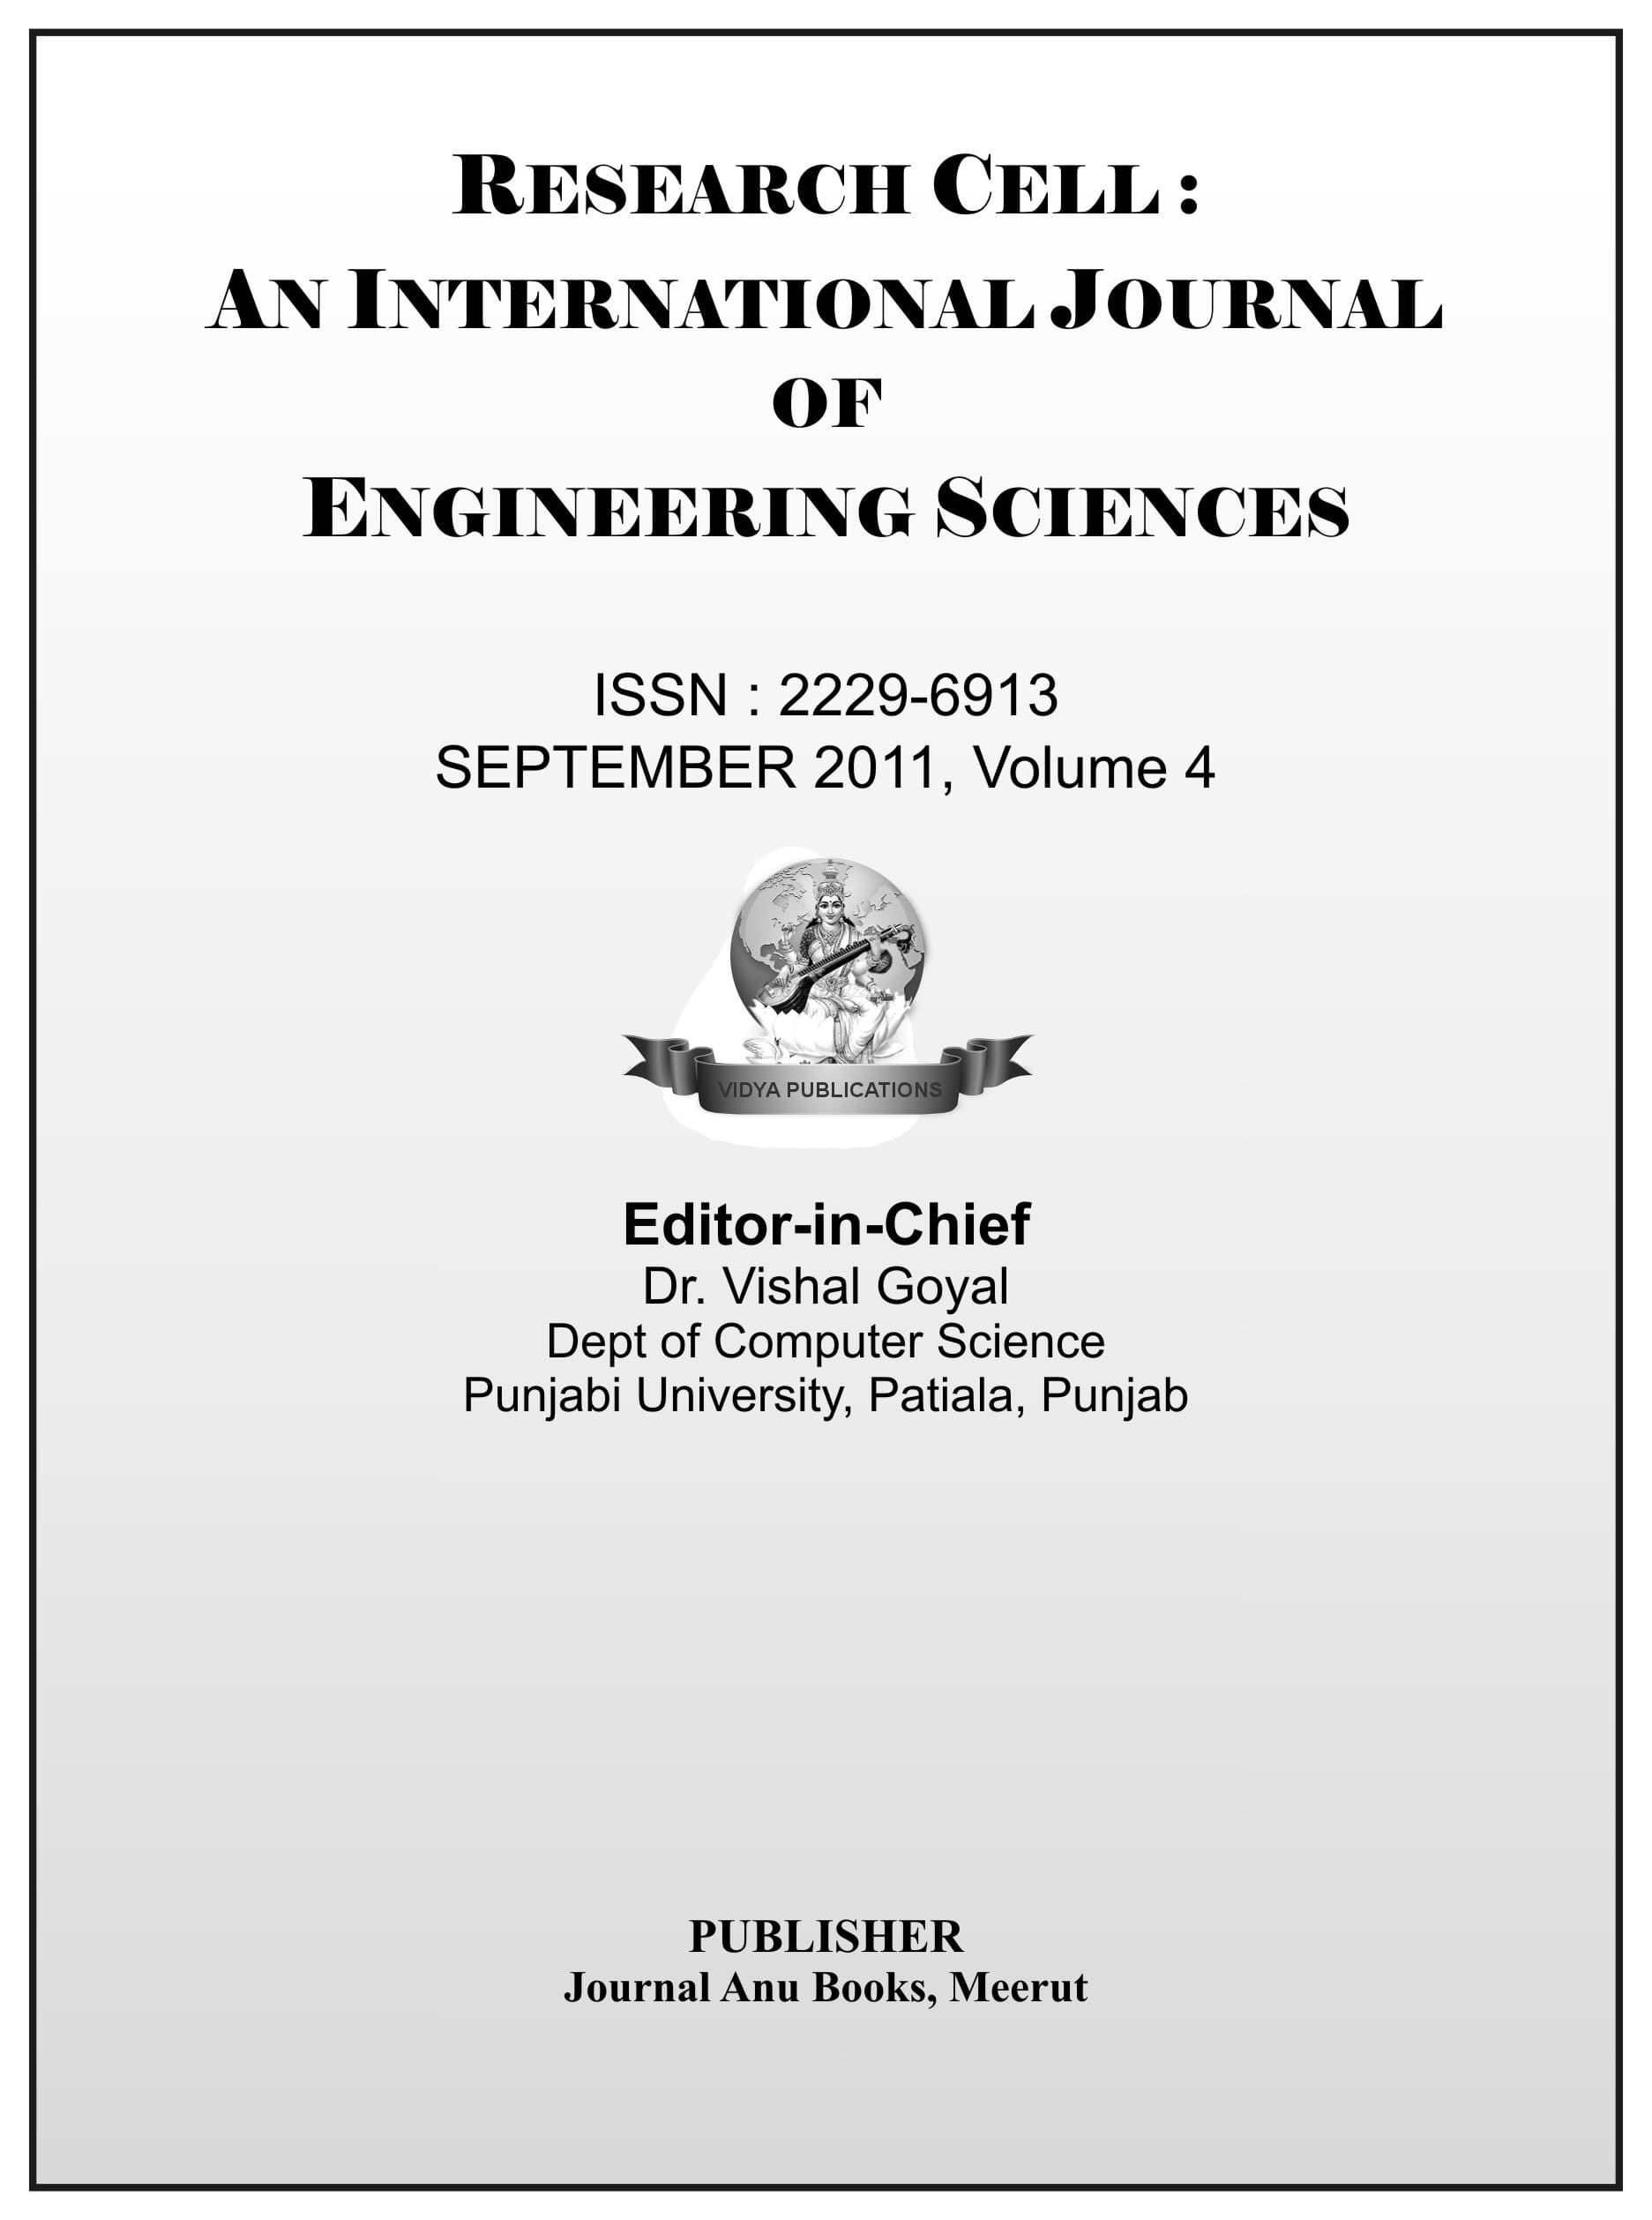 RESEARCH CELL :
AN INTERNATIONAL JOURNAL
OF
ENGINEERING SCIENCES
ISSN : 2229-6913
SEPTEMBER 2011, Volume 4
VIDYA PUBLICATIONS
Editor-in-Chief
Dr. Vishal Goyal
Dept of Computer Science
Punjabi University, Patiala, Punjab
PUBLISHER
Journal Anu Books, Meerut